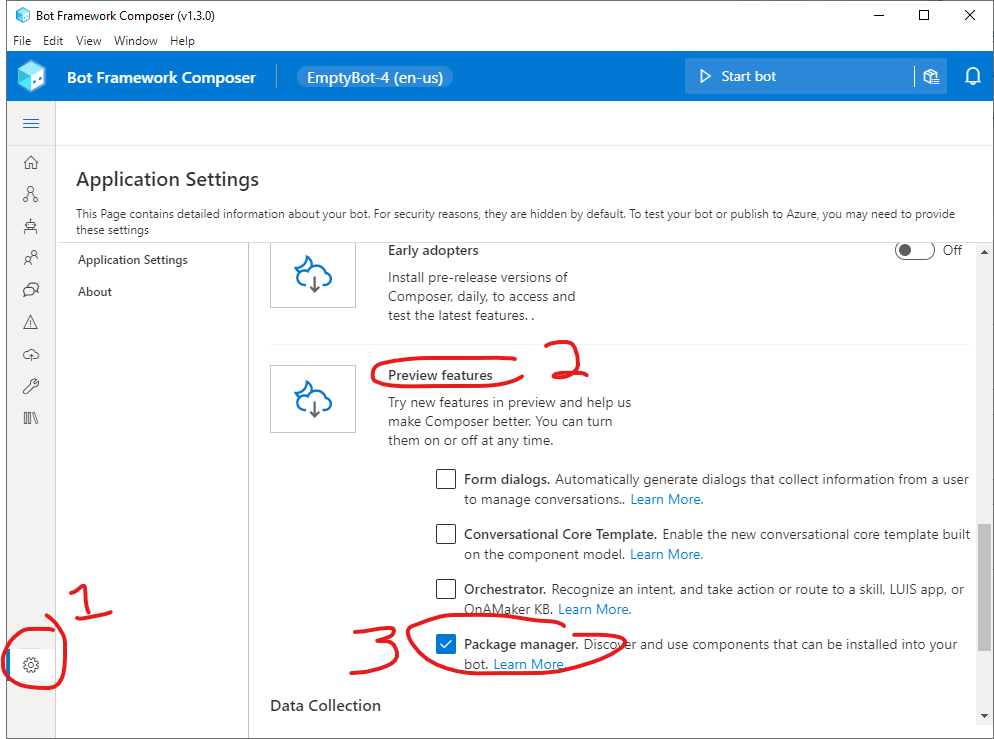 Bot Framework Composer (v1.3.0)
File Edit View Window Help
Bot Framework Composer EmptyBot-4 (en-us) Start bot
Application Settings
This Page contains detailed information about your bot. For security reasons, they are hidden by default. To test your bot or publish to Azure, you may need to provide
these settings
Application Settings
About
Early adopters
Off
Install pre-release versions of
Composer, daily, to access and
test the latest features. .
2
Preview features
Try new features in preview and help us
make Composer better. You can turn
them on or off at any time.
Form dialogs. Automatically generate dialogs that collect information from a user
to manage conversations.. Learn More.
Conversational Core Template. Enable the new conversational core template built
on the component model. Learn More.
Orchestrator. Recognize an intent, and take action or route to a skill, LUIS app, or
QnAMaker KB. Learn More.
1
3
Package manager. Discover and use components that can be installed into your
bot. Learn More.
Data Collection